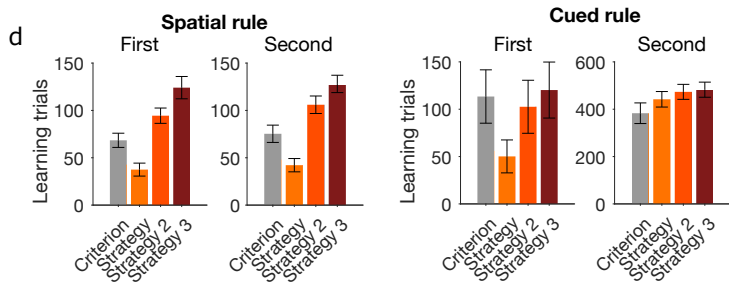 d
Spatial rule
Cued rule
First
Second
First
Second
Learning trials
150
100
50
0
150
100
50
0
Learning trials
150
100
50
0
600
400
200
0
Criterion
Strategy
Strategy 2
Strategy 3
Criterion
Strategy
Strategy 2
Strategy 3
Criterion
Strategy
Strategy 2
Strategy 3
Criterion
Strategy
Strategy 2
Strategy 3